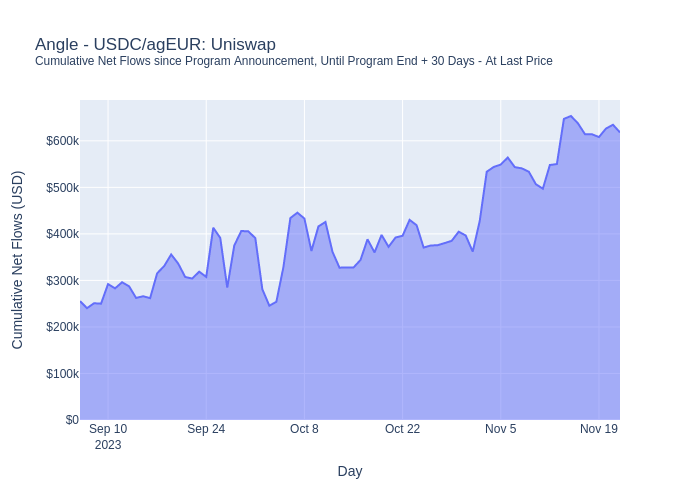 Angle - USDC/agEUR: Uniswap
Cumulative Net Flows since Program Announcement, Until Program End + 30 Days - At Last Price
Cumulative Net Flows (USD)
$600k
$500k
$400k
$300k
$200k
$100k
$0
Sep 10
2023
Sep 24
Oct 8
Oct 22
Nov 5
Nov 19
Day